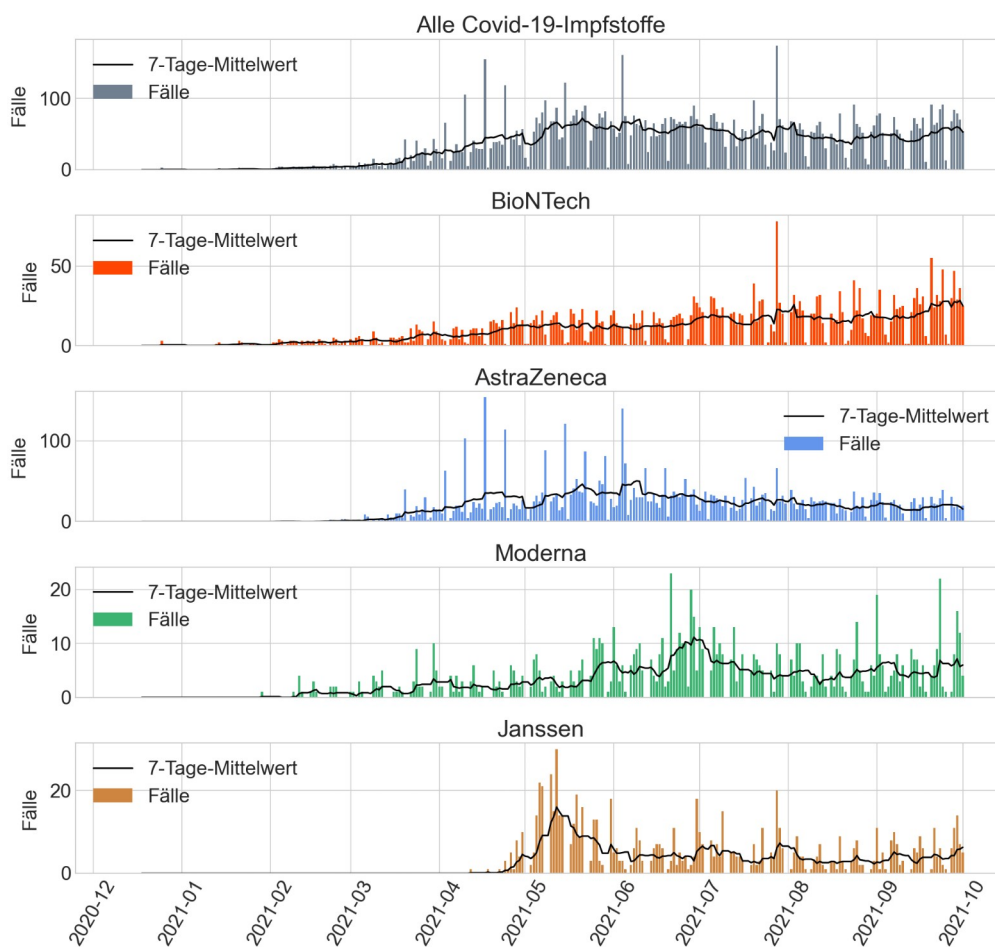 Alle Covid-19-Impfstoffe
Fälle
100
0
7-Tage-Mittelwert
Fälle
BioNTech
Fälle
50
0
7-Tage-Mittelwert
Fälle
AstraZeneca
Fälle
100
0
7-Tage-Mittelwert
Fälle
Moderna
Fälle
20
10
0
7-Tage-Mittelwert
Fälle
Janssen
Fälle
20
0
7-Tage-Mittelwert
Fälle
2020-12
2021-01
2021-02
2021-03
2021-04
2021-05
2021-06
2021-07
2021-08
2021-09
2021-10